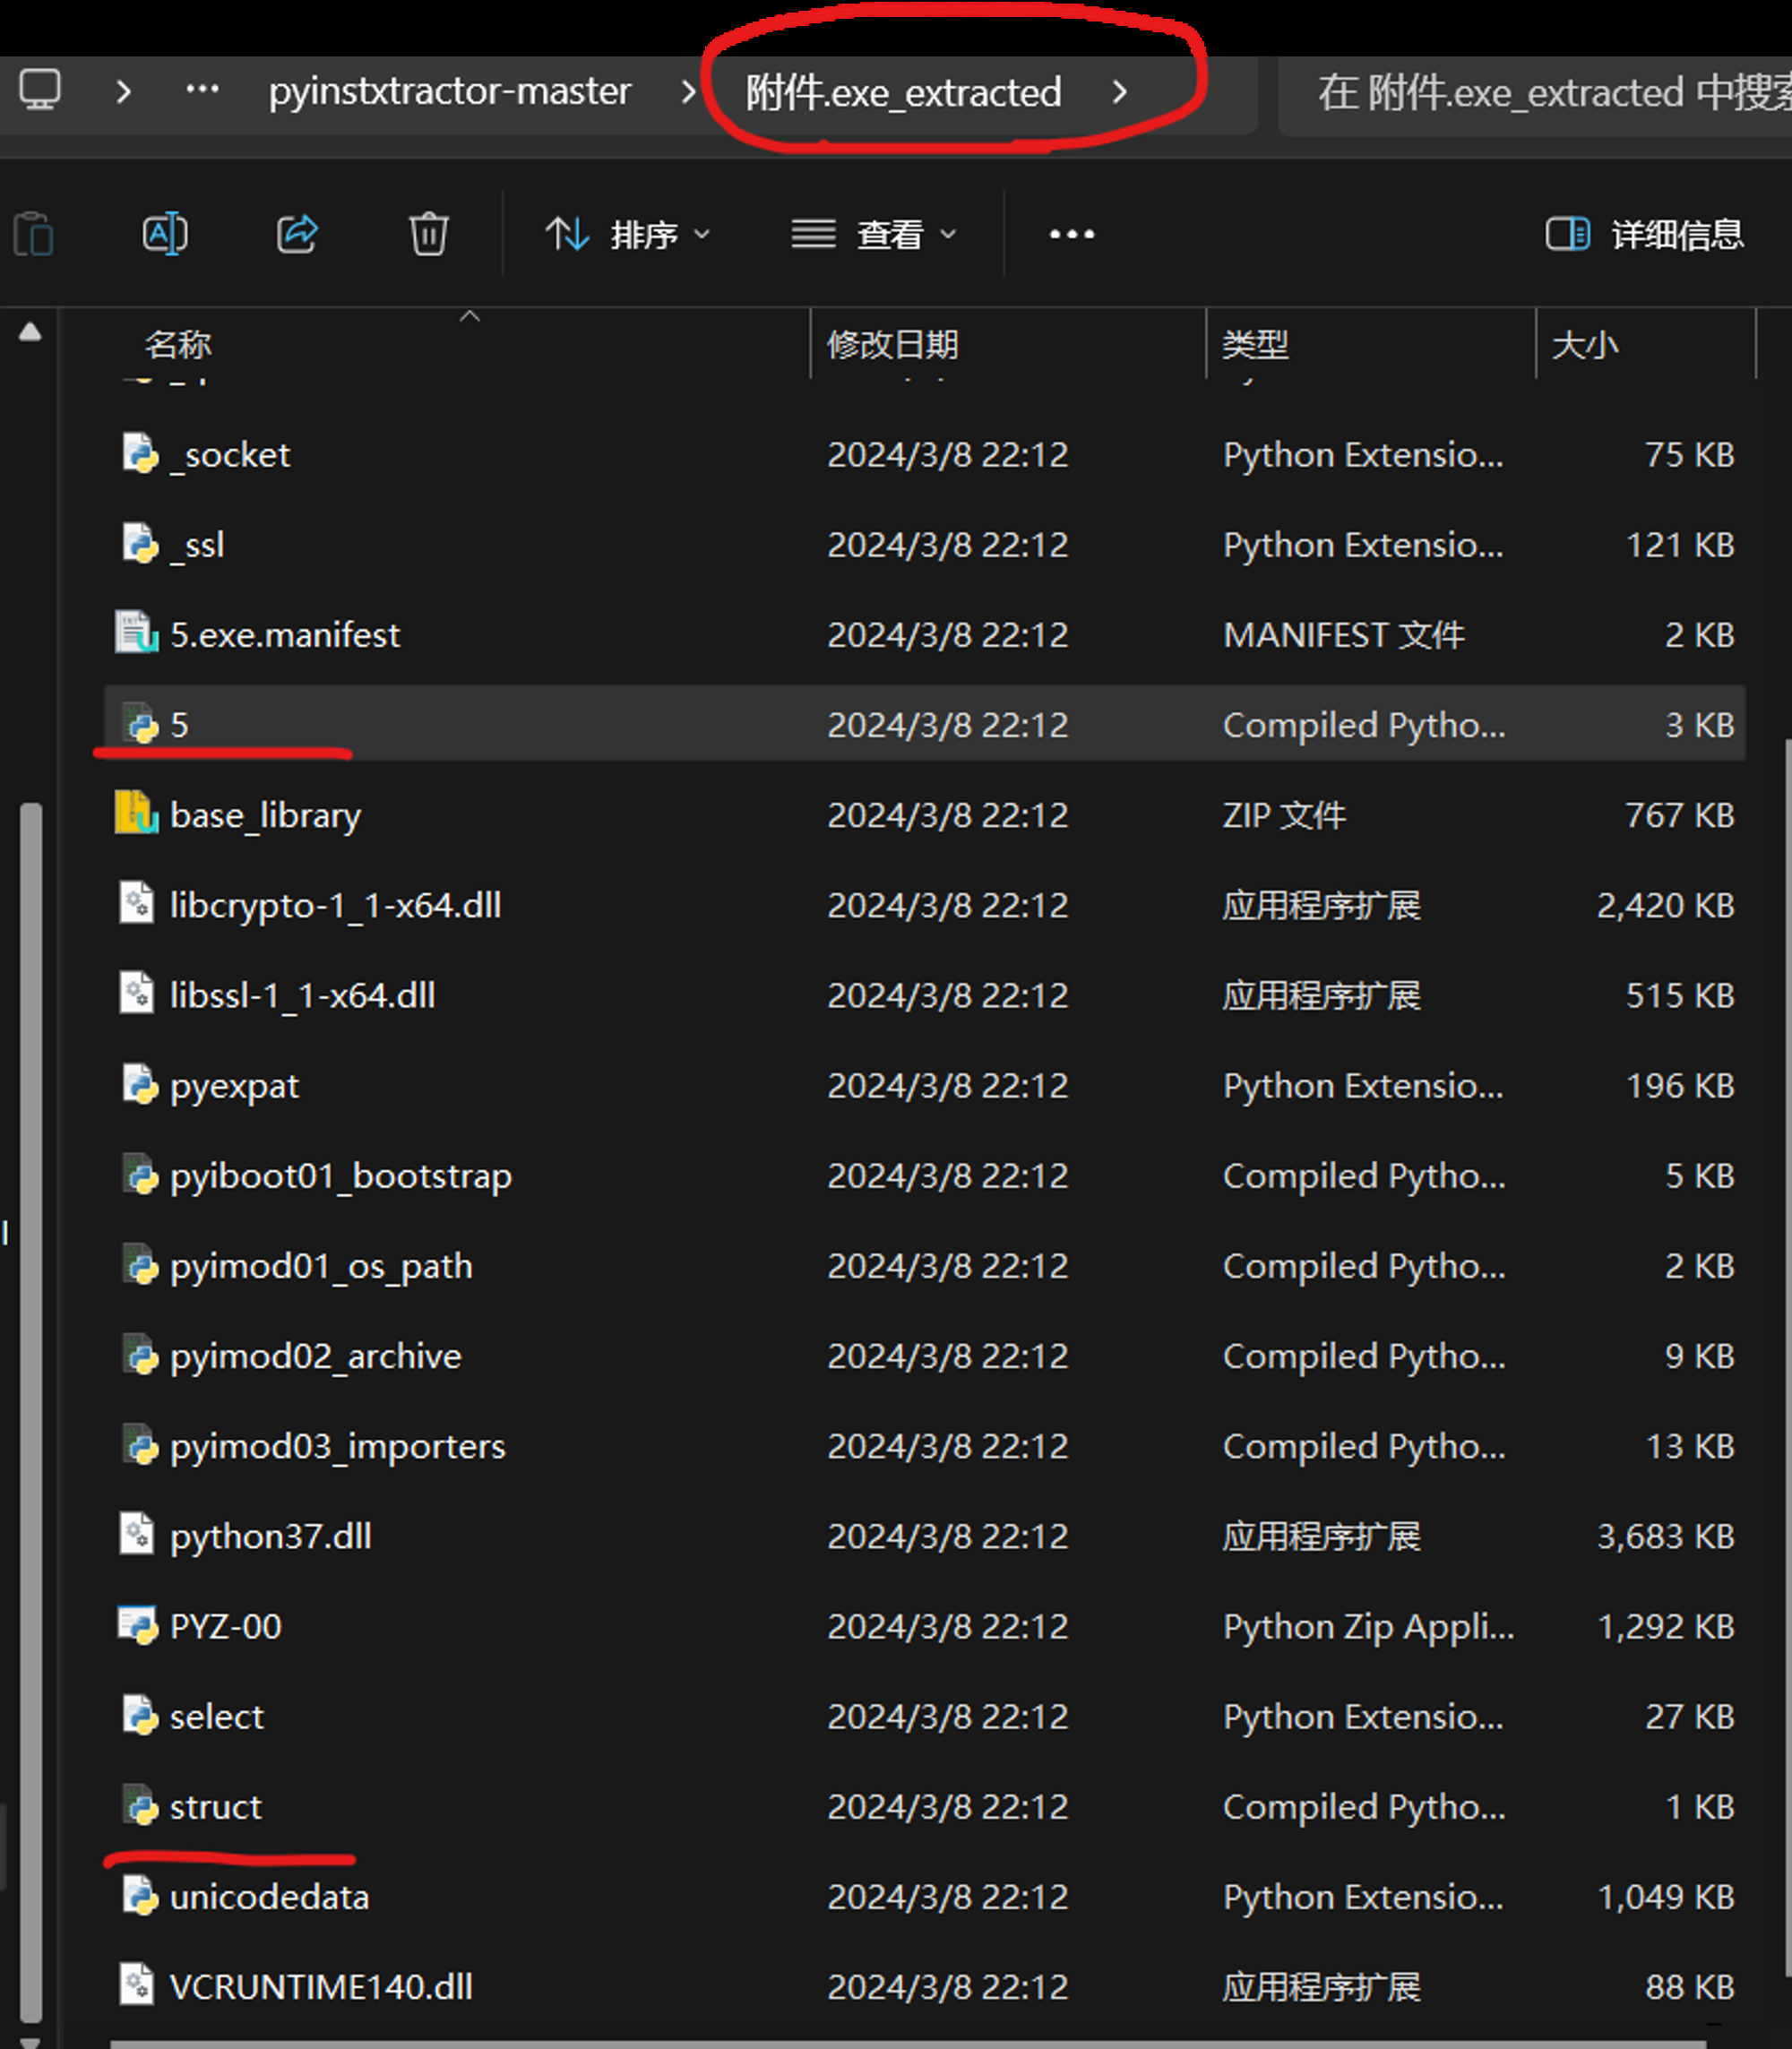 pyinstxtractor-master 附件.exe_extracted 在 附件.exe_extracted 中搜索
排序 查看 详细信息
名称 修改日期 类型 大小
_socket 2024/3/8 22:12 Python Extensio... 75 KB
_ssl 2024/3/8 22:12 Python Extensio... 121 KB
5.exe.manifest 2024/3/8 22:12 MANIFEST 文件 2 KB
5 2024/3/8 22:12 Compiled Pytho... 3 KB
base_library 2024/3/8 22:12 ZIP 文件 767 KB
libcrypto-1_1-x64.dll 2024/3/8 22:12 应用程序扩展 2,420 KB
libssl-1_1-x64.dll 2024/3/8 22:12 应用程序扩展 515 KB
pyexpat 2024/3/8 22:12 Python Extensio... 196 KB
pyiboot01_bootstrap 2024/3/8 22:12 Compiled Pytho... 5 KB
pyimod01_os_path 2024/3/8 22:12 Compiled Pytho... 2 KB
pyimod02_archive 2024/3/8 22:12 Compiled Pytho... 9 KB
pyimod03_importers 2024/3/8 22:12 Compiled Pytho... 13 KB
python37.dll 2024/3/8 22:12 应用程序扩展 3,683 KB
PYZ-00 2024/3/8 22:12 Python Zip Appli... 1,292 KB
select 2024/3/8 22:12 Python Extensio... 27 KB
struct 2024/3/8 22:12 Compiled Pytho... 1 KB
unicodedata 2024/3/8 22:12 Python Extensio... 1,049 KB
VCRUNTIME140.dll 2024/3/8 22:12 应用程序扩展 88 KB